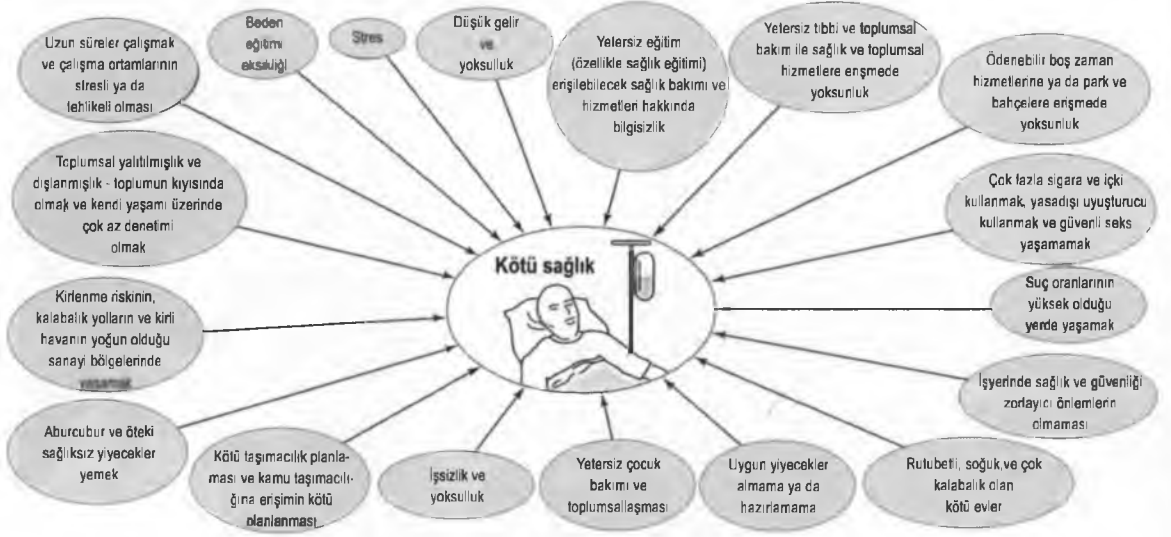 Uzun süreler çalışmak
ve çalışma ortamlarının
stresli ya da
tehlikeli olması
Beden
eğitimi
eksikliği
Stres
Düşük gelir
ve
yoksulluk
Yetersiz eğitim
(özellikle sağlık eğitimi)
erişilebilecek sağlık bakımı ve
hizmetleri hakkında
bilgisizlik
Yetersiz tıbbi ve toplumsal
bakım ile sağlık ve toplumsal
hizmetlere erişmede
yoksunluk
Ödenebilir boş zaman
hizmetlerine ya da park ve
bahçelere erişmede
yoksunluk
Toplumsal yalıtılmışlık ve
dışlanmışlık - toplumun kıyısında
olmak ve kendi yaşamı üzerinde
çok az denetimi
olmak
Çok fazla sigara ve içki
kullanmak, yasadışı uyuşturucu
kullanmak ve güvenli seks
yaşamamak
Kötü sağlık
Kirlenme riskinin,
kalabalık yolların ve kirli
havanın yoğun olduğu
sanayi bölgelerinde
yaşamak
Suç oranlarının
yüksek olduğu
yerde yaşamak
İşyerinde sağlık ve güvenliği
zorlayıcı önlemlerin
olmaması
Aburcubur ve öteki
sağlıksız yiyecekler
yemek
Kötü taşımacılık planla-
ması ve kamu taşımacılı-
ğına erişimin kötü
planlanması
İşsizlik ve
yoksulluk
Yetersiz çocuk
bakımı ve
toplumsallaşması
Uygun yiyecekler
almama ya da
hazırlamama
Rutubetli, soğuk,ve çok
kalabalık olan
kötü evler